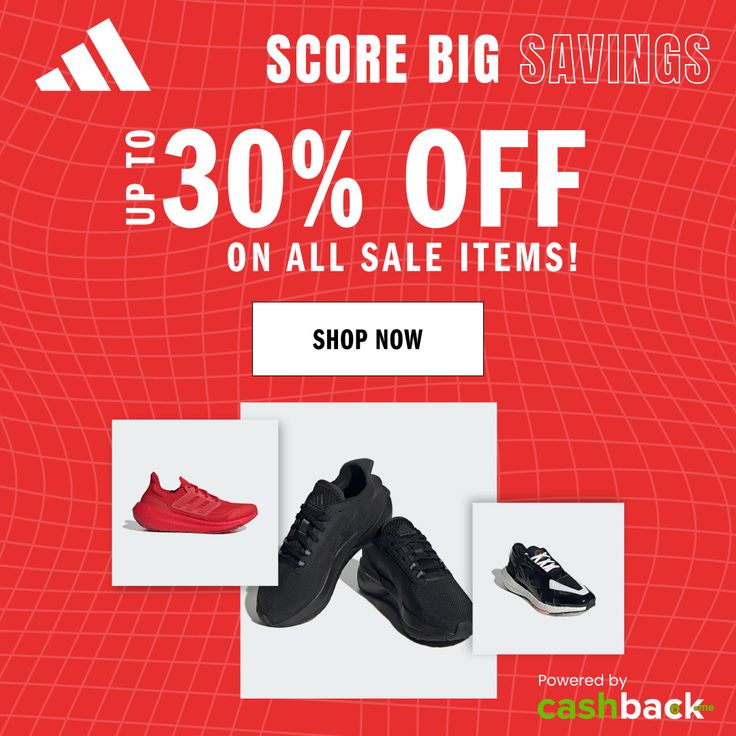 SCORE BIG SAVINGS
UP TO
30% OFF
ON ALL SALE ITEMS!
SHOP NOW
Powered by
cashback